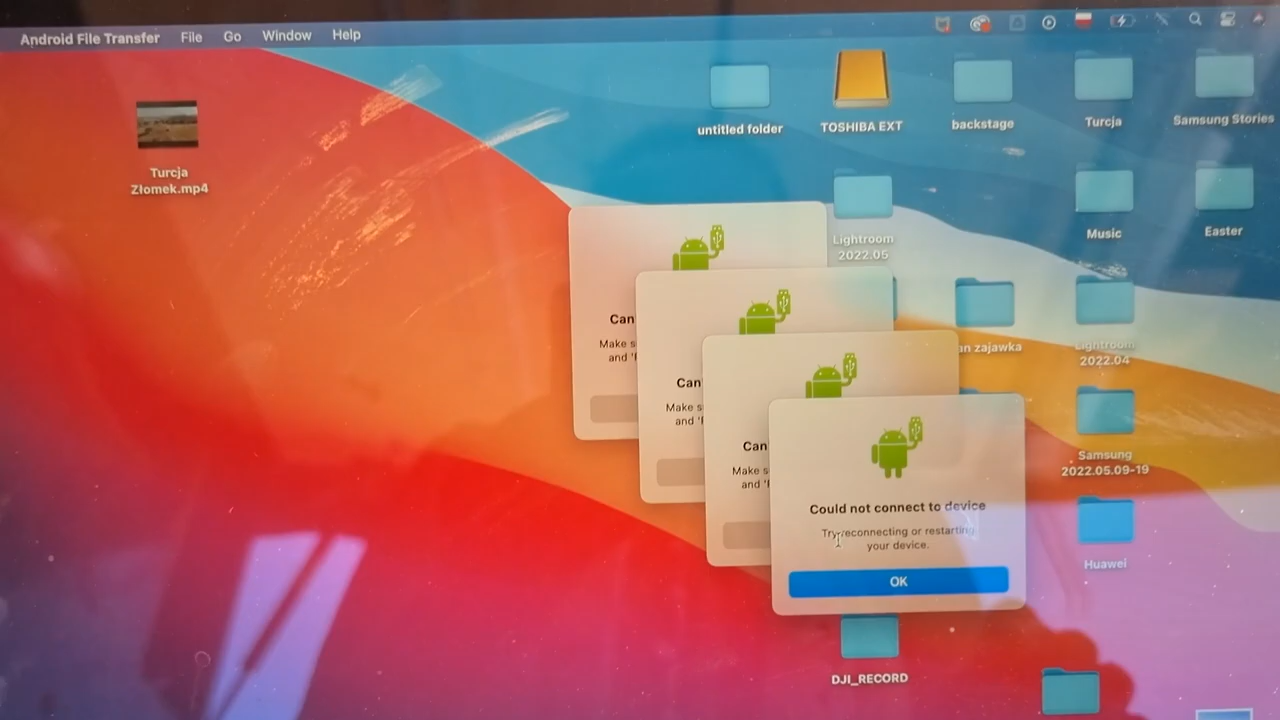 Android File Transfer File Go Window Help
Turcja
Złomek.mp4
untitled folder
TOSHIBA EXT
backstage
Turcja
Samsung Stories
Lightroom
2022.05
Music
Easter
an zajawka
Lightroom
2022.04
Samsung
2022.05.09-19
Huawei
DJI_RECORD
Can
Make s
and 'F
Can'
Make s
and 'F
Can
Make s
and 'F
Could not connect to device
Try reconnecting or restarting
your device.
OK